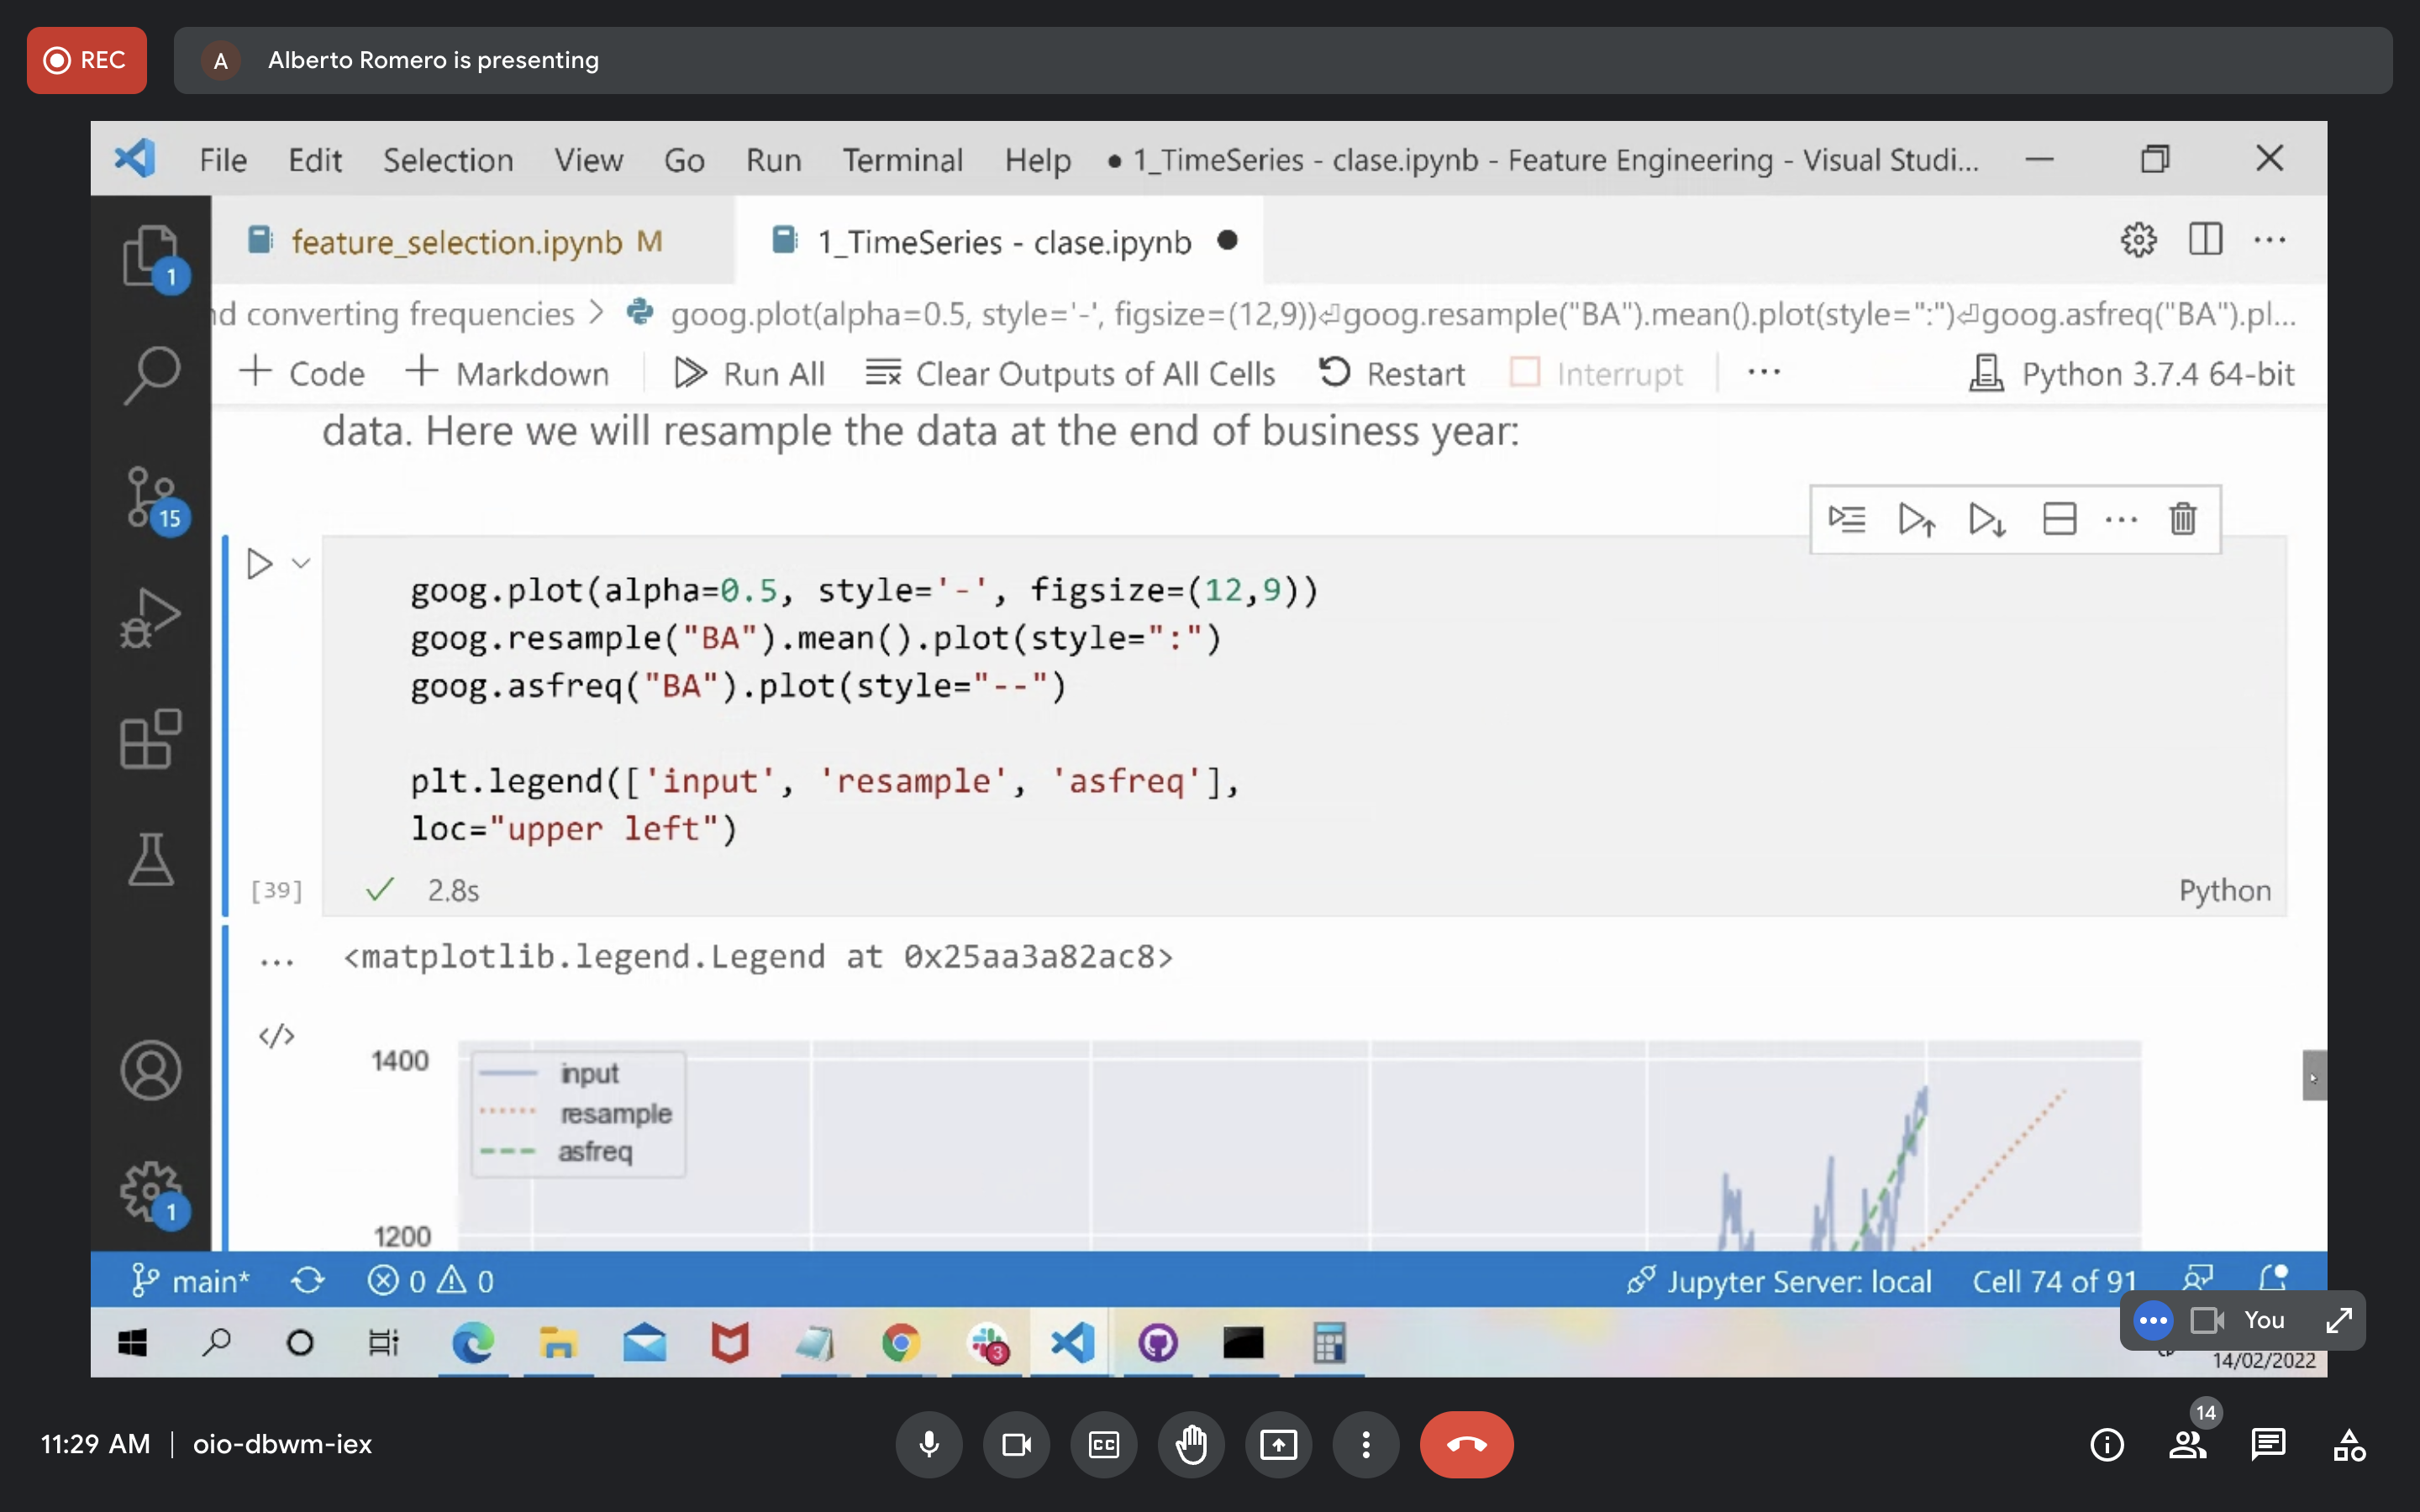 REC
A
Alberto Romero is presenting
File Edit Selection View Go Run Terminal Help ● 1_TimeSeries - clase.ipynb - Feature Engineering - Visual Studi...
feature_selection.ipynb M 1_TimeSeries - clase.ipynb ●
1
nd converting frequencies > goog.plot(alpha=0.5, style='-', figsize=(12,9))⏎goog.resample("BA").mean().plot(style=":")⏎goog.asfreq("BA").pl...
+ Code + Markdown Run All Clear Outputs of All Cells Restart Interrupt ... Python 3.7.4 64-bit
data. Here we will resample the data at the end of business year:
15
goog.plot(alpha=0.5, style='-', figsize=(12,9))
goog.resample("BA").mean().plot(style=":")
goog.asfreq("BA").plot(style="--")
plt.legend(['input', 'resample', 'asfreq'],
loc="upper left")
[39] ✓ 2.8s Python
... <matplotlib.legend.Legend at 0x25aa3a82ac8>
</>
1400
input
resample
asfreq
1200
1
main* 0 0 Jupyter Server: local Cell 74 of 91
3
You
14/02/2022
11:29 AM | oio-dbwm-iex
CC
14